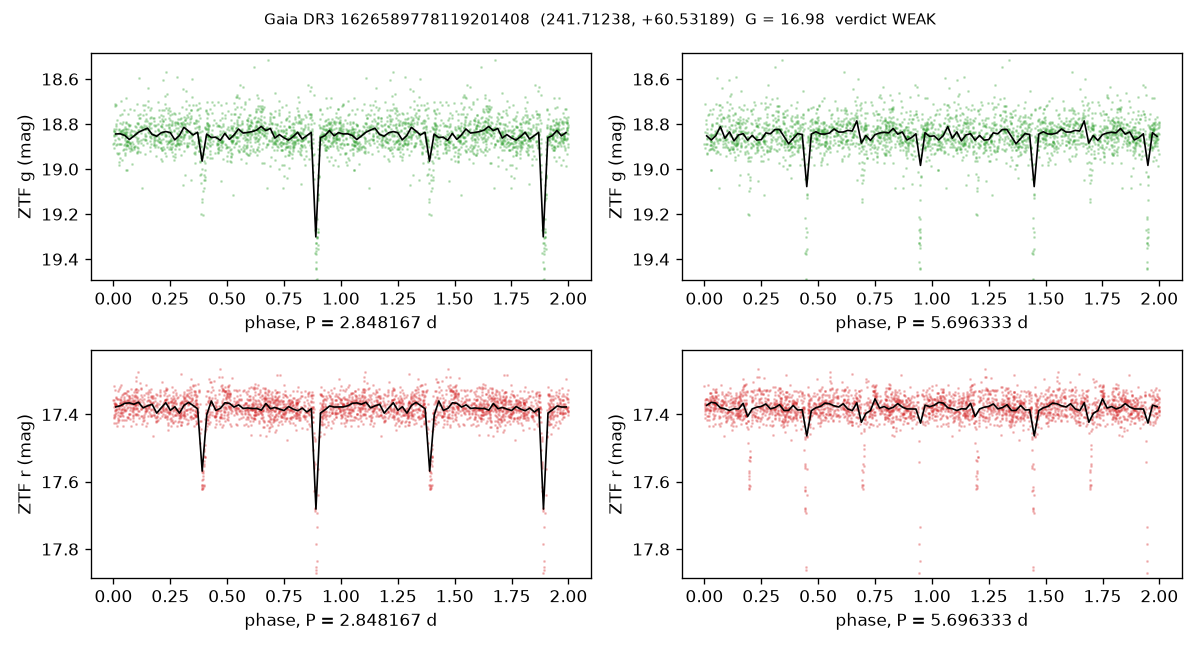 Gaia DR3 1626589778119201408  (241.71238, +60.53189)  G = 16.98  verdict WEAK
ZTF g (mag)
18.6
18.8
19.0
19.2
19.4
0.00 0.25 0.50 0.75 1.00 1.25 1.50 1.75 2.00
phase, P = 2.848167 d
ZTF g (mag)
18.6
18.8
19.0
19.2
19.4
0.00 0.25 0.50 0.75 1.00 1.25 1.50 1.75 2.00
phase, P = 5.696333 d
ZTF r (mag)
17.4
17.6
17.8
0.00 0.25 0.50 0.75 1.00 1.25 1.50 1.75 2.00
phase, P = 2.848167 d
ZTF r (mag)
17.4
17.6
17.8
0.00 0.25 0.50 0.75 1.00 1.25 1.50 1.75 2.00
phase, P = 5.696333 d